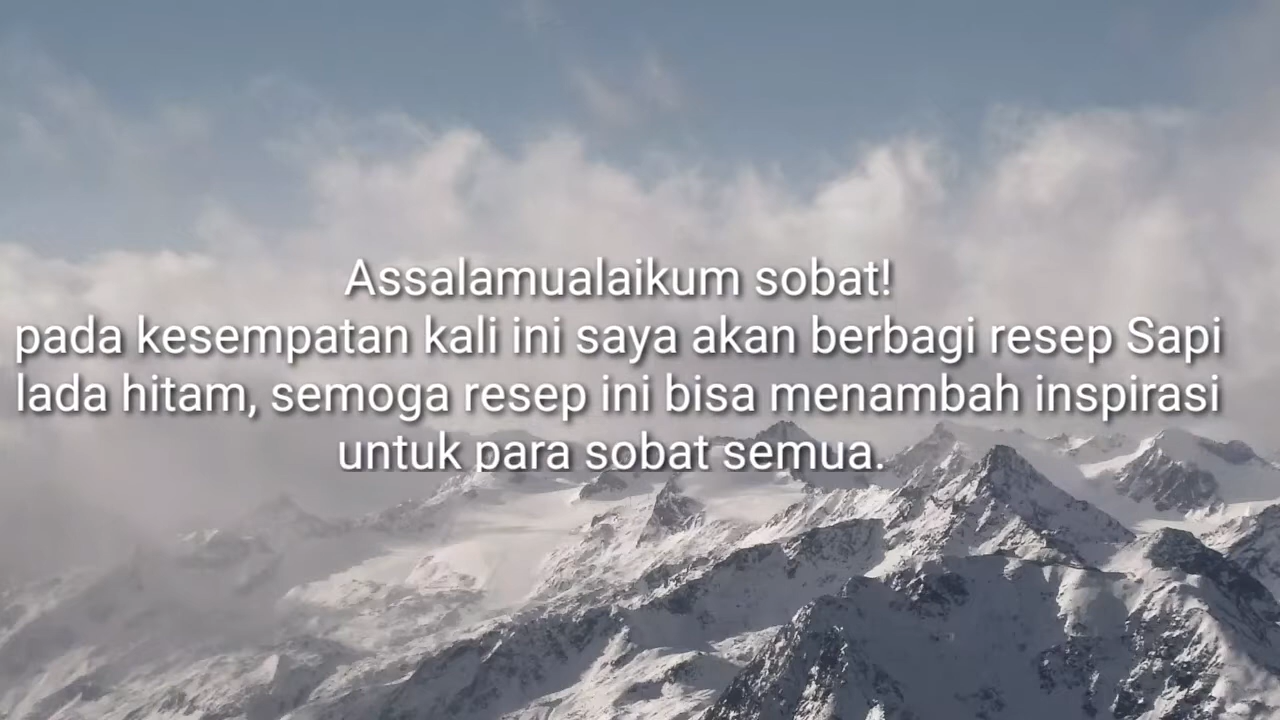 Assalamualaikum sobat!
pada kesempatan kali ini saya akan berbagi resep Sapi
lada hitam, semoga resep ini bisa menambah inspirasi
untuk para sobat semua.